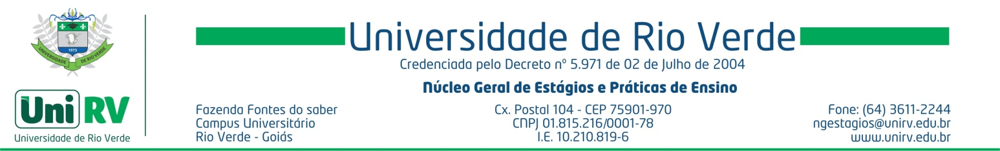 1973
UNIVERSIDADE DE RIO VERDE
UniRV
Universidade de Rio Verde
Universidade de Rio Verde
Credenciada pelo Decreto nº 5.971 de 02 de Julho de 2004
Núcleo Geral de Estágios e Práticas de Ensino
Fazenda Fontes do saber
Campus Universitário
Rio Verde - Goiás
Cx. Postal 104 - CEP 75901-970
CNPJ 01.815.216/0001-78
I.E. 10.210.819-6
Fone: (64) 3611-2244
ngestagios@unirv.edu.br
www.unirv.edu.br